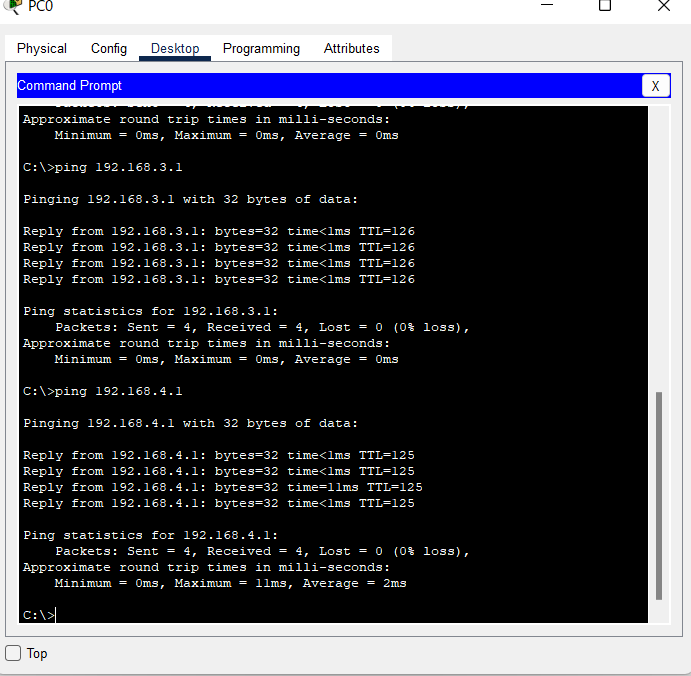 PC0
Physical Config Desktop Programming Attributes
Command Prompt X
Approximate round trip times in milli-seconds:
Minimum = 0ms, Maximum = 0ms, Average = 0ms
C:\>ping 192.168.3.1
Pinging 192.168.3.1 with 32 bytes of data:
Reply from 192.168.3.1: bytes=32 time<1ms TTL=126
Reply from 192.168.3.1: bytes=32 time<1ms TTL=126
Reply from 192.168.3.1: bytes=32 time<1ms TTL=126
Reply from 192.168.3.1: bytes=32 time<1ms TTL=126
Ping statistics for 192.168.3.1:
Packets: Sent = 4, Received = 4, Lost = 0 (0% loss),
Approximate round trip times in milli-seconds:
Minimum = 0ms, Maximum = 0ms, Average = 0ms
C:\>ping 192.168.4.1
Pinging 192.168.4.1 with 32 bytes of data:
Reply from 192.168.4.1: bytes=32 time<1ms TTL=125
Reply from 192.168.4.1: bytes=32 time<1ms TTL=125
Reply from 192.168.4.1: bytes=32 time=11ms TTL=125
Reply from 192.168.4.1: bytes=32 time<1ms TTL=125
Ping statistics for 192.168.4.1:
Packets: Sent = 4, Received = 4, Lost = 0 (0% loss),
Approximate round trip times in milli-seconds:
Minimum = 0ms, Maximum = 11ms, Average = 2ms
C:\>
Top